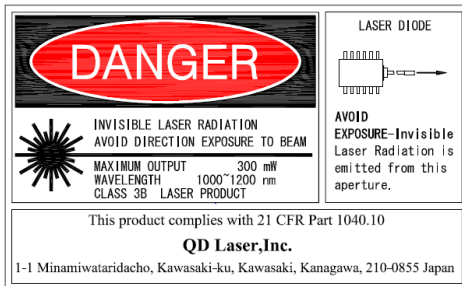 DANGER
INVISIBLE LASER RADIATION
AVOID DIRECTION EXPOSURE TO BEAM
MAXIMUM OUTPUT 300 mW
WAVELENGTH 1000~1200 nm
CLASS 3B LASER PRODUCT
LASER DIODE
AVOID
EXPOSURE-Invisible
Laser Radiation is
emitted from this
aperture.
This product complies with 21 CFR Part 1040.10
QD Laser,Inc.
1-1 Minamiwataridacho, Kawasaki-ku, Kawasaki, Kanagawa, 210-0855 Japan